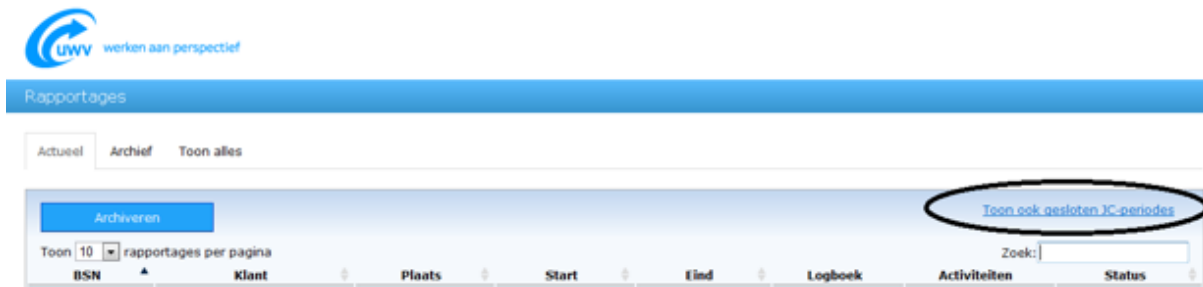 UWV werken aan perspectief
Rapportages
Actueel Archief Toon alles
Archiveren Toon ook gesloten JC-periodes
Toon 10 rapportages per pagina Zoek:
BSN Klant Plaats Start Eind Logboek Activiteiten Status